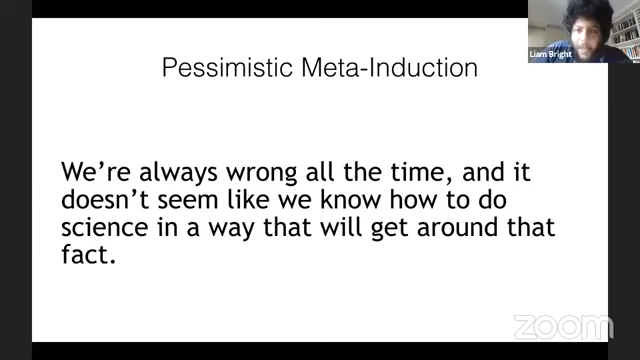 Liam Bright
Pessimistic Meta-Induction
We're always wrong all the time, and it
doesn't seem like we know how to do
science in a way that will get around that
fact.
zoom